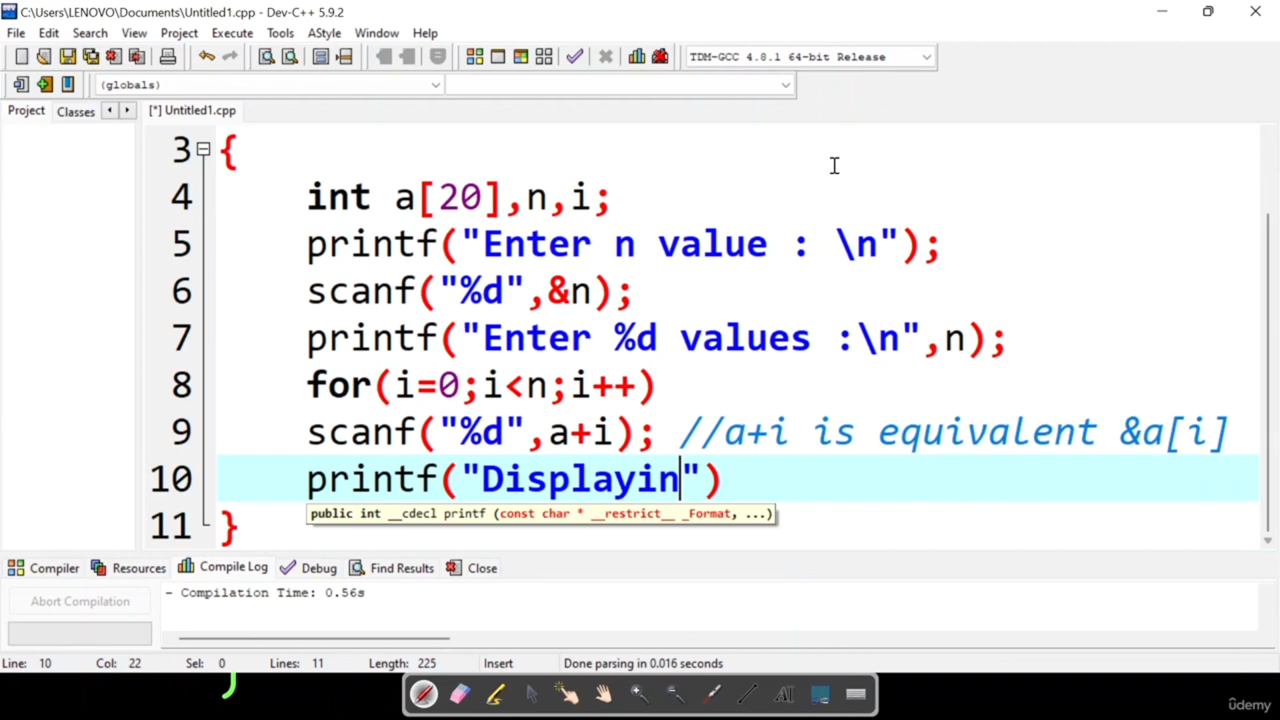 C:\Users\LENOVO\Documents\Untitled1.cpp - Dev-C++ 5.9.2
File Edit Search View Project Execute Tools AStyle Window Help
TDM-GCC 4.8.1 64-bit Release
(globals)
Project Classes [*] Untitled1.cpp
3 {
4 int a[20],n,i;
5 printf("Enter n value : \n");
6 scanf("%d",&n);
7 printf("Enter %d values :\n",n);
8 for(i=0;i<n;i++)
9 scanf("%d",a+i); //a+i is equivalent &a[i]
10 printf("Displayin")
public int __cdecl printf (const char * __restrict__ _Format, ...)
11 }
Compiler Resources Compile Log Debug Find Results Close
Abort Compilation
- Compilation Time: 0.56s
Line: 10 Col: 22 Sel: 0 Lines: 11 Length: 225 Insert Done parsing in 0.016 seconds
AI
ûdemy